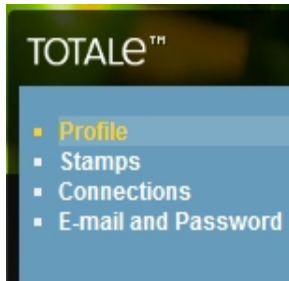 TOTALe™
Profile
Stamps
Connections
E-mail and Password